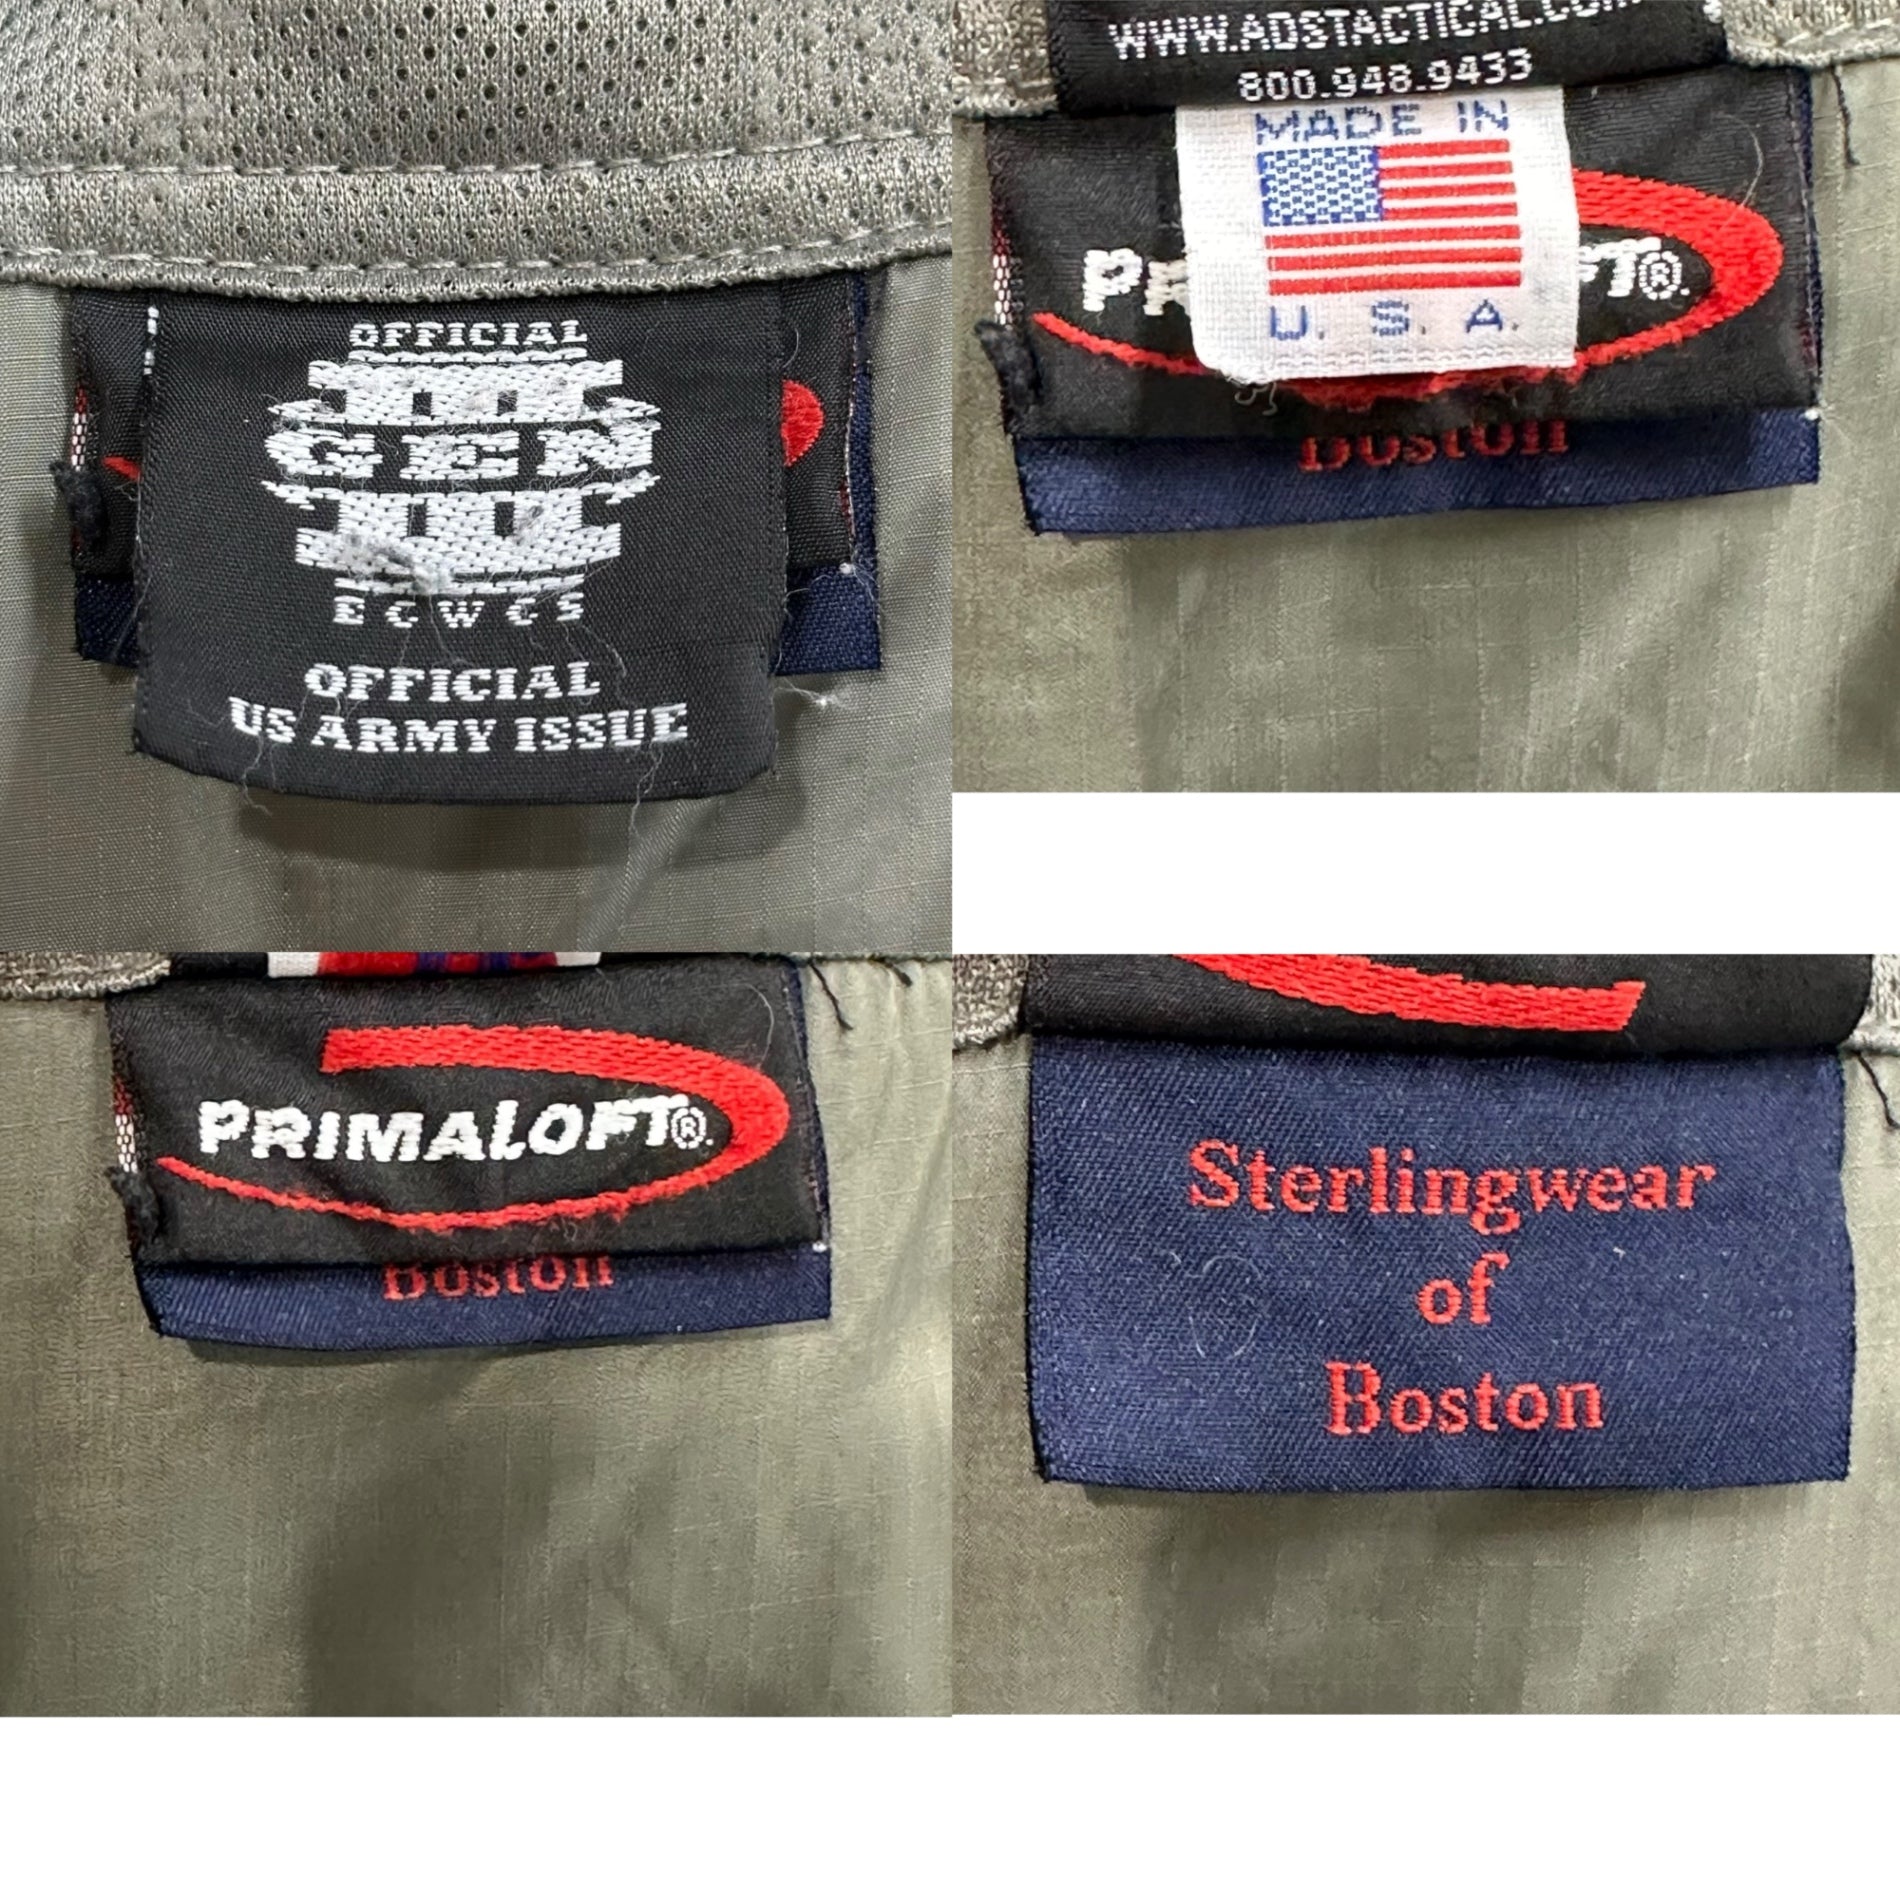 OFFICIAL
III
GEN
III
ECWCS
OFFICIAL
US ARMY ISSUE
WWW.ADSTACTICAL.COM
800.948.9433
MADE IN
U. S. A.
Boston
PRIMALOFT®.
Boston
Sterlingwear
of
Boston